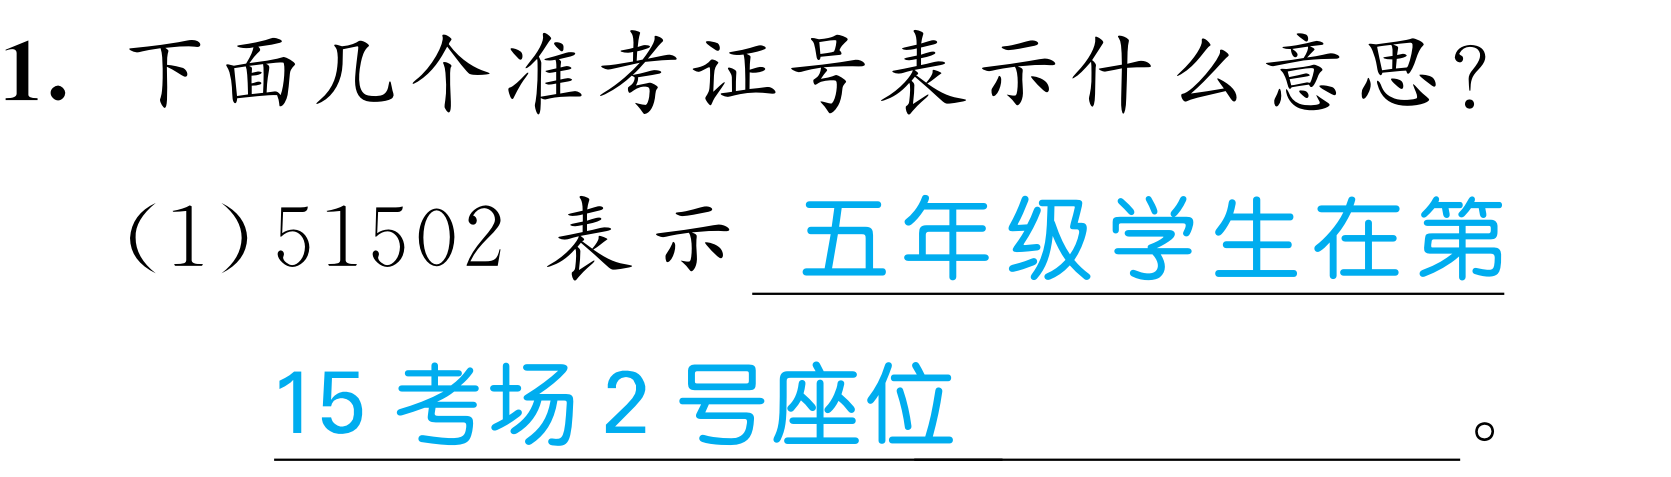 1. 下面几个准考证号表示什么意思?
(1)51502 表示 五年级学生在第
15 考场 2 号座位。